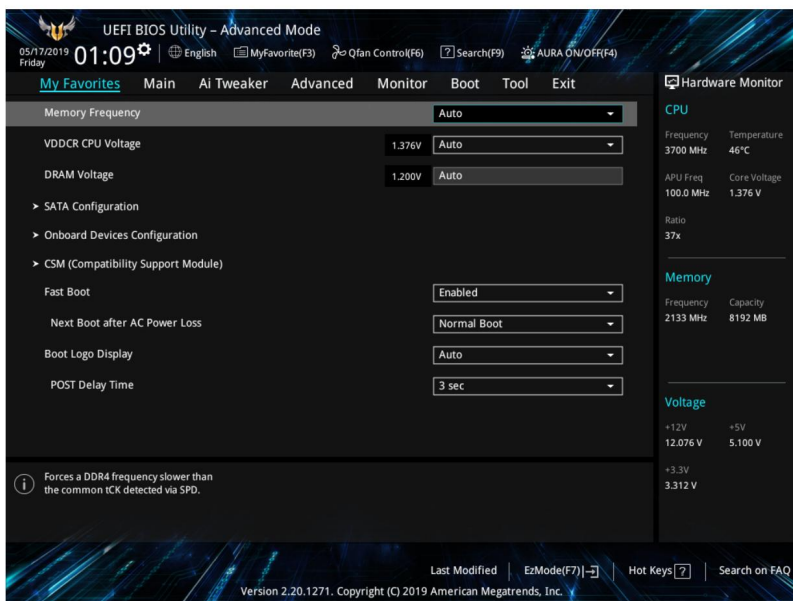 UEFI BIOS Utility – Advanced Mode
05/17/2019 Friday 01:09 English MyFavorite(F3) Qfan Control(F6) ? Search(F9) AURA ON/OFF(F4)
My Favorites Main Ai Tweaker Advanced Monitor Boot Tool Exit
Hardware Monitor
Memory Frequency Auto
VDDCR CPU Voltage 1.376V Auto
DRAM Voltage 1.200V Auto
> SATA Configuration
> Onboard Devices Configuration
> CSM (Compatibility Support Module)
Fast Boot Enabled
Next Boot after AC Power Loss Normal Boot
Boot Logo Display Auto
POST Delay Time 3 sec
CPU
Frequency Temperature
3700 MHz 46°C
APU Freq Core Voltage
100.0 MHz 1.376 V
Ratio
37x
Memory
Frequency Capacity
2133 MHz 8192 MB
Voltage
+12V +5V
12.076 V 5.100 V
+3.3V
3.312 V
i Forces a DDR4 frequency slower than
the common tCK detected via SPD.
Last Modified EzMode(F7) Hot Keys ? Search on FAQ
Version 2.20.1271. Copyright (C) 2019 American Megatrends, Inc.